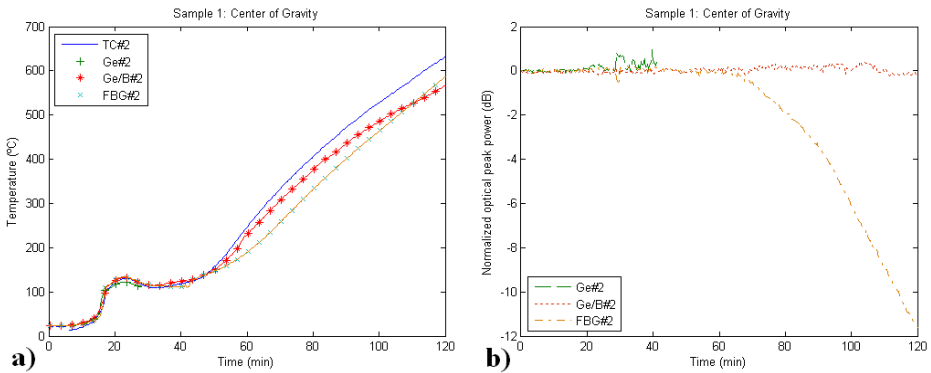 Sample 1: Center of Gravity
700
600
500
400
300
200
100
0
Temperature (ºC)
TC#2
Ge#2
Ge/B#2
FBG#2
0 20 40 60 80 100 120
Time (min)
a)
Sample 1: Center of Gravity
2
0
-2
-4
-6
-8
-10
-12
Normalized optical peak power (dB)
Ge#2
Ge/B#2
FBG#2
0 20 40 60 80 100 120
Time (min)
b)